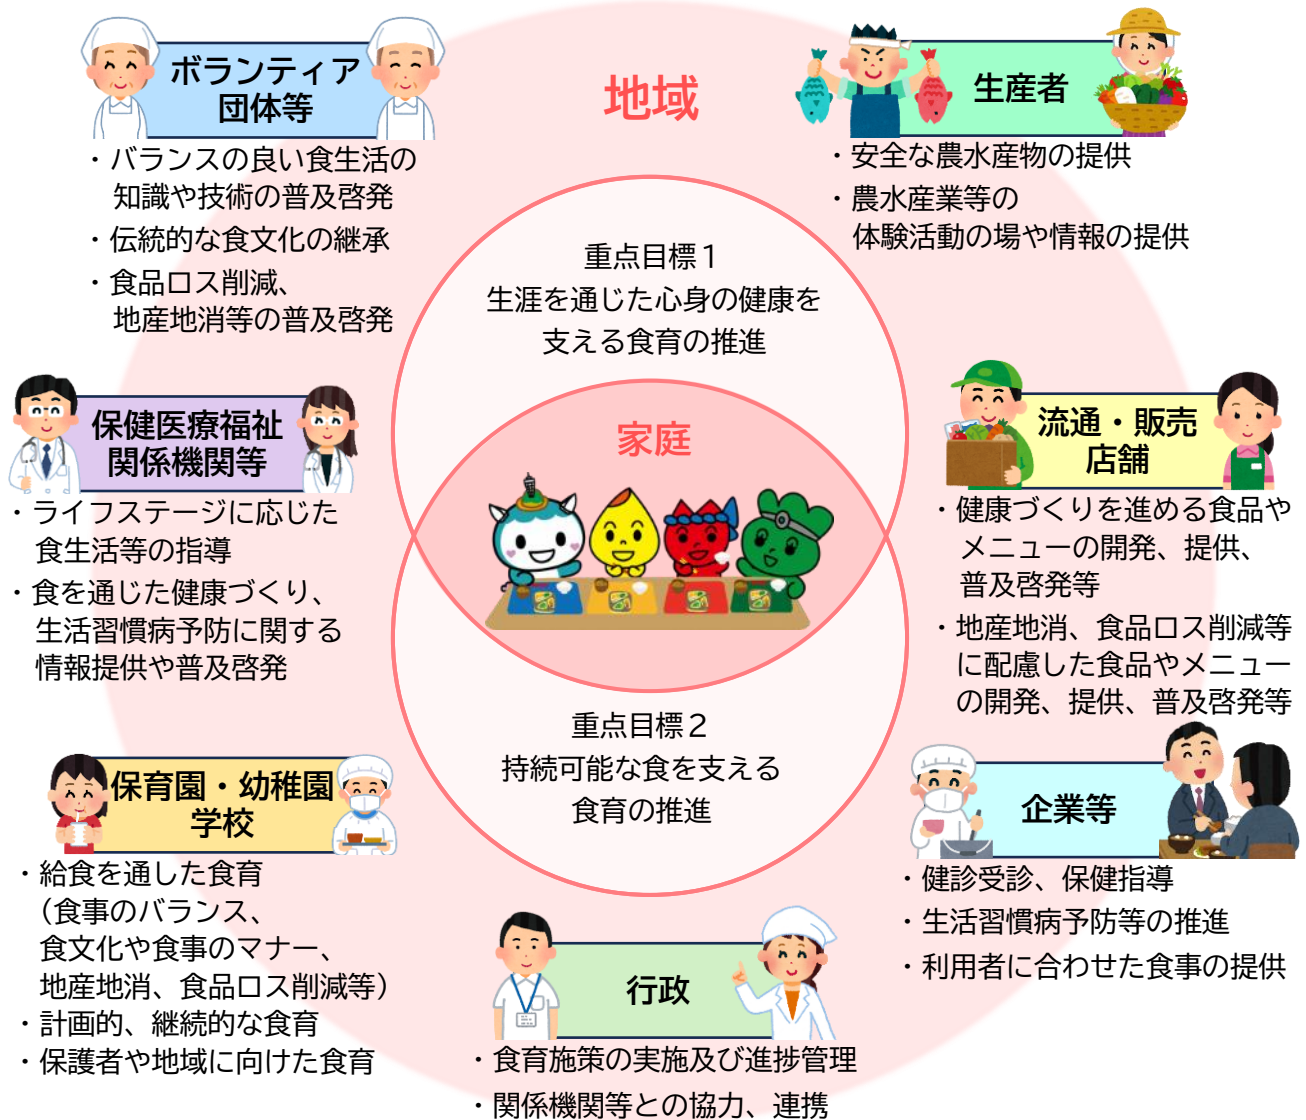 地域
ボランティア
団体等
・バランスの良い食生活の
知識や技術の普及啓発
・伝統的な食文化の継承
・食品ロス削減、
地産地消等の普及啓発
生産者
・安全な農水産物の提供
・農水産業等の
体験活動の場や情報の提供
重点目標１
生涯を通じた心身の健康を
支える食育の推進
家庭
重点目標２
持続可能な食を支える
食育の推進
保健医療福祉
関係機関等
・ライフステージに応じた
食生活等の指導
・食を通じた健康づくり、
生活習慣病予防に関する
情報提供や普及啓発
流通・販売
店舗
・健康づくりを進める食品や
メニューの開発、提供、
普及啓発等
・地産地消、食品ロス削減等
に配慮した食品やメニュー
の開発、提供、普及啓発等
保育園・幼稚園
学校
・給食を通した食育
（食事のバランス、
食文化や食事のマナー、
地産地消、食品ロス削減等）
・計画的、継続的な食育
・保護者や地域に向けた食育
企業等
・健診受診、保健指導
・生活習慣病予防等の推進
・利用者に合わせた食事の提供
行政
・食育施策の実施及び進捗管理
・関係機関等との協力、連携